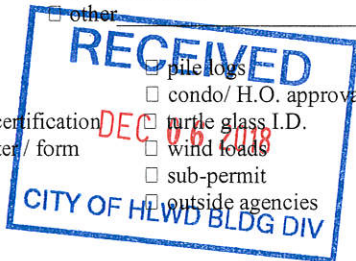 □ other
RECEIVED
□ pile logs
□ condo/ H.O. approva
certification □ turtle glass I.D.
DEC 06 2018
ter / form □ wind loads
□ sub-permit
□ outside agencies
CITY OF HLWD BLDG DIV